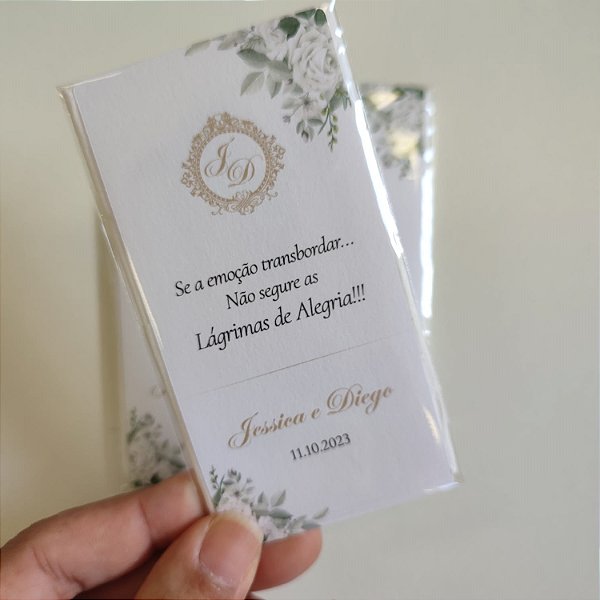 J D
Se a emoção transbordar...
Não segure as
Lágrimas de Alegria!!!
Jessica e Diego
11.10.2023